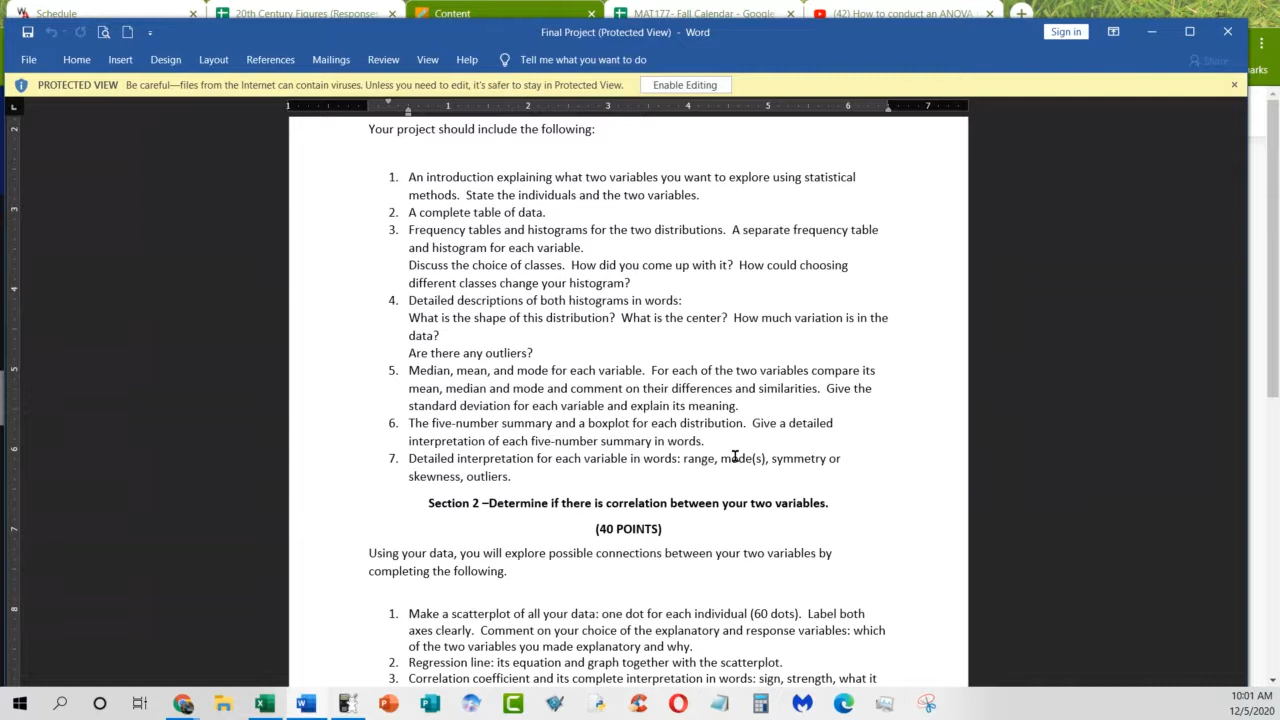 Schedule
20th Century Figures (Response
Content
MAT177- Fall Calendar - Google
(42) How to conduct an ANOVA
Final Project (Protected View) - Word
Sign in
File Home Insert Design Layout References Mailings Review View Help Tell me what you want to do
Share
arks
PROTECTED VIEW Be careful—files from the Internet can contain viruses. Unless you need to edit, it's safer to stay in Protected View. Enable Editing
1 1 2 3 4 5 6 7
2
3
4
5
6
7
8
Your project should include the following:
1. An introduction explaining what two variables you want to explore using statistical
methods. State the individuals and the two variables.
2. A complete table of data.
3. Frequency tables and histograms for the two distributions. A separate frequency table
and histogram for each variable.
Discuss the choice of classes. How did you come up with it? How could choosing
different classes change your histogram?
4. Detailed descriptions of both histograms in words:
What is the shape of this distribution? What is the center? How much variation is in the
data?
Are there any outliers?
5. Median, mean, and mode for each variable. For each of the two variables compare its
mean, median and mode and comment on their differences and similarities. Give the
standard deviation for each variable and explain its meaning.
6. The five-number summary and a boxplot for each distribution. Give a detailed
interpretation of each five-number summary in words.
7. Detailed interpretation for each variable in words: range, mode(s), symmetry or
skewness, outliers.
Section 2 –Determine if there is correlation between your two variables.
(40 POINTS)
Using your data, you will explore possible connections between your two variables by
completing the following.
1. Make a scatterplot of all your data: one dot for each individual (60 dots). Label both
axes clearly. Comment on your choice of the explanatory and response variables: which
of the two variables you made explanatory and why.
2. Regression line: its equation and graph together with the scatterplot.
3. Correlation coefficient and its complete interpretation in words: sign, strength, what it
10:01 AM
12/5/2020